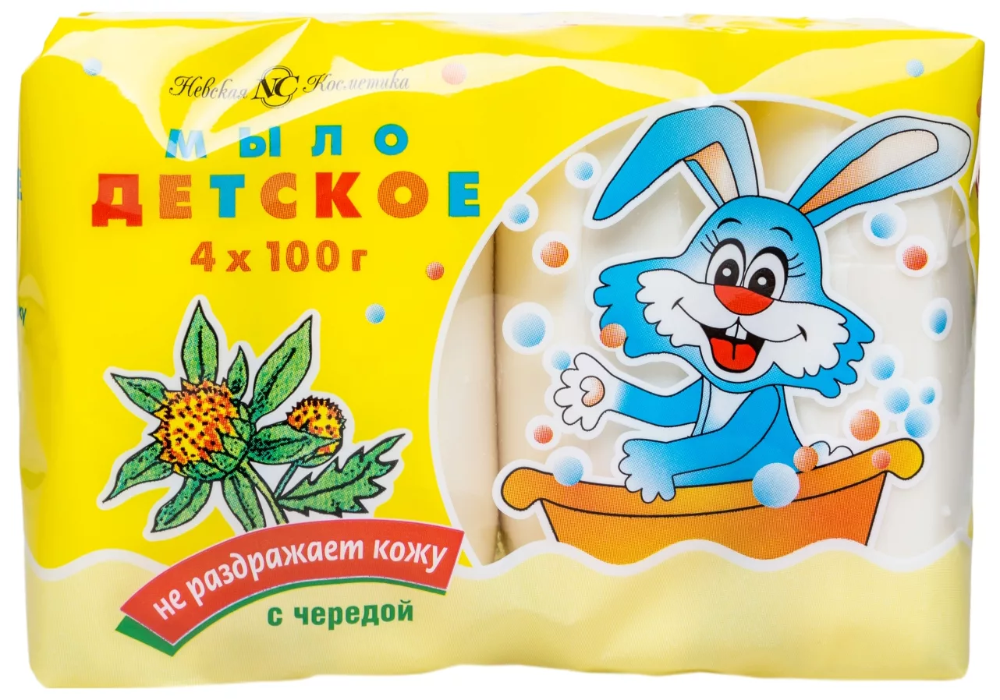 Невская NC Косметика
МЫЛО
ДЕТСКОЕ
4 x 100 г
не раздражает кожу
с чередой